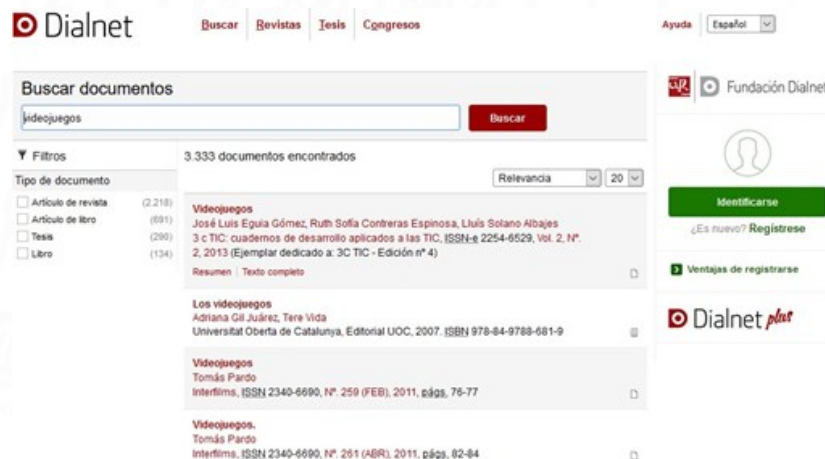 Dialnet
Buscar Revistas Tesis Congresos
Ayuda Español
Buscar documentos
videojuegos
Buscar
Filtros
Tipo de documento
Artículo de revista (2.218)
Artículo de libro (691)
Tesis (290)
Libro (134)
3.333 documentos encontrados
Relevancia 20
Videojuegos
José Luis Eguia Gómez, Ruth Sofía Contreras Espinosa, Lluís Solano Albajes
3 c TIC: cuadernos de desarrollo aplicados a las TIC, ISSN-e 2254-6529, Vol. 2, Nº.
2, 2013 (Ejemplar dedicado a: 3C TIC - Edición nº 4)
Resumen Texto completo
Los videojuegos
Adriana Gil Juárez, Tere Vida
Universitat Oberta de Catalunya, Editorial UOC, 2007. ISBN 978-84-9788-681-9
Videojuegos
Tomás Pardo
Interfilms, ISSN 2340-6690, Nº. 259 (FEB), 2011, págs. 76-77
Videojuegos.
Tomás Pardo
Interfilms, ISSN 2340-6690, Nº. 261 (ABR), 2011, págs. 82-84
Fundación Dialnet
Identificarse
¿Es nuevo? Regístrese
Ventajas de registrarse
Dialnet plus